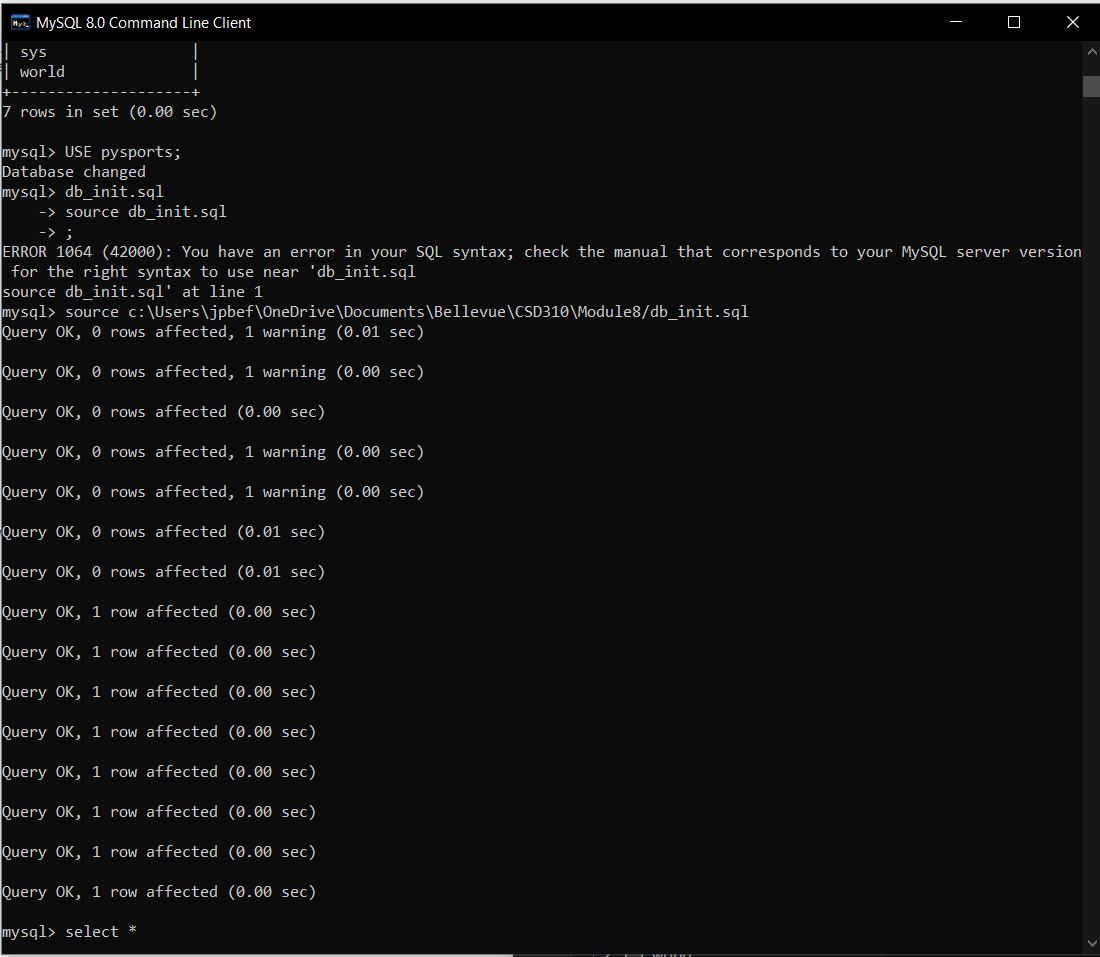 MySQL 8.0 Command Line Client
| sys                |
| world              |
+--------------------+
7 rows in set (0.00 sec)
mysql> USE pysports;
Database changed
mysql> db_init.sql
    -> source db_init.sql
    -> ;
ERROR 1064 (42000): You have an error in your SQL syntax; check the manual that corresponds to your MySQL server version
 for the right syntax to use near 'db_init.sql
source db_init.sql' at line 1
mysql> source c:\Users\jpbef\OneDrive\Documents\Bellevue\CSD310\Module8/db_init.sql
Query OK, 0 rows affected, 1 warning (0.01 sec)
Query OK, 0 rows affected, 1 warning (0.00 sec)
Query OK, 0 rows affected (0.00 sec)
Query OK, 0 rows affected, 1 warning (0.00 sec)
Query OK, 0 rows affected, 1 warning (0.00 sec)
Query OK, 0 rows affected (0.01 sec)
Query OK, 0 rows affected (0.01 sec)
Query OK, 1 row affected (0.00 sec)
Query OK, 1 row affected (0.00 sec)
Query OK, 1 row affected (0.00 sec)
Query OK, 1 row affected (0.00 sec)
Query OK, 1 row affected (0.00 sec)
Query OK, 1 row affected (0.00 sec)
Query OK, 1 row affected (0.00 sec)
Query OK, 1 row affected (0.00 sec)
mysql> select *